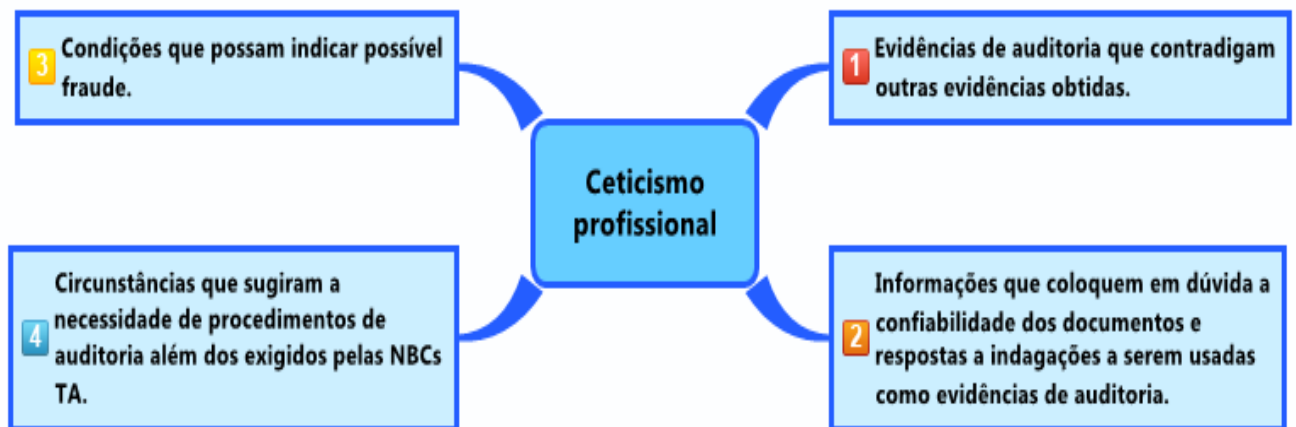 Ceticismo
profissional
1
Evidências de auditoria que contradigam
outras evidências obtidas.
2
Informações que coloquem em dúvida a
confiabilidade dos documentos e
respostas a indagações a serem usadas
como evidências de auditoria.
3
Condições que possam indicar possível
fraude.
4
Circunstâncias que sugiram a
necessidade de procedimentos de
auditoria além dos exigidos pelas NBCs
TA.